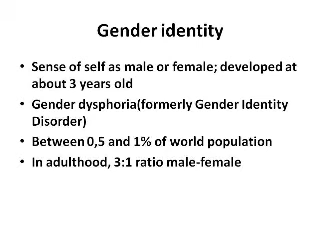 Gender identity
• Sense of self as male or female; developed at
about 3 years old
• Gender dysphoria(formerly Gender Identity
Disorder)
• Between 0,5 and 1% of world population
• In adulthood, 3:1 ratio male-female